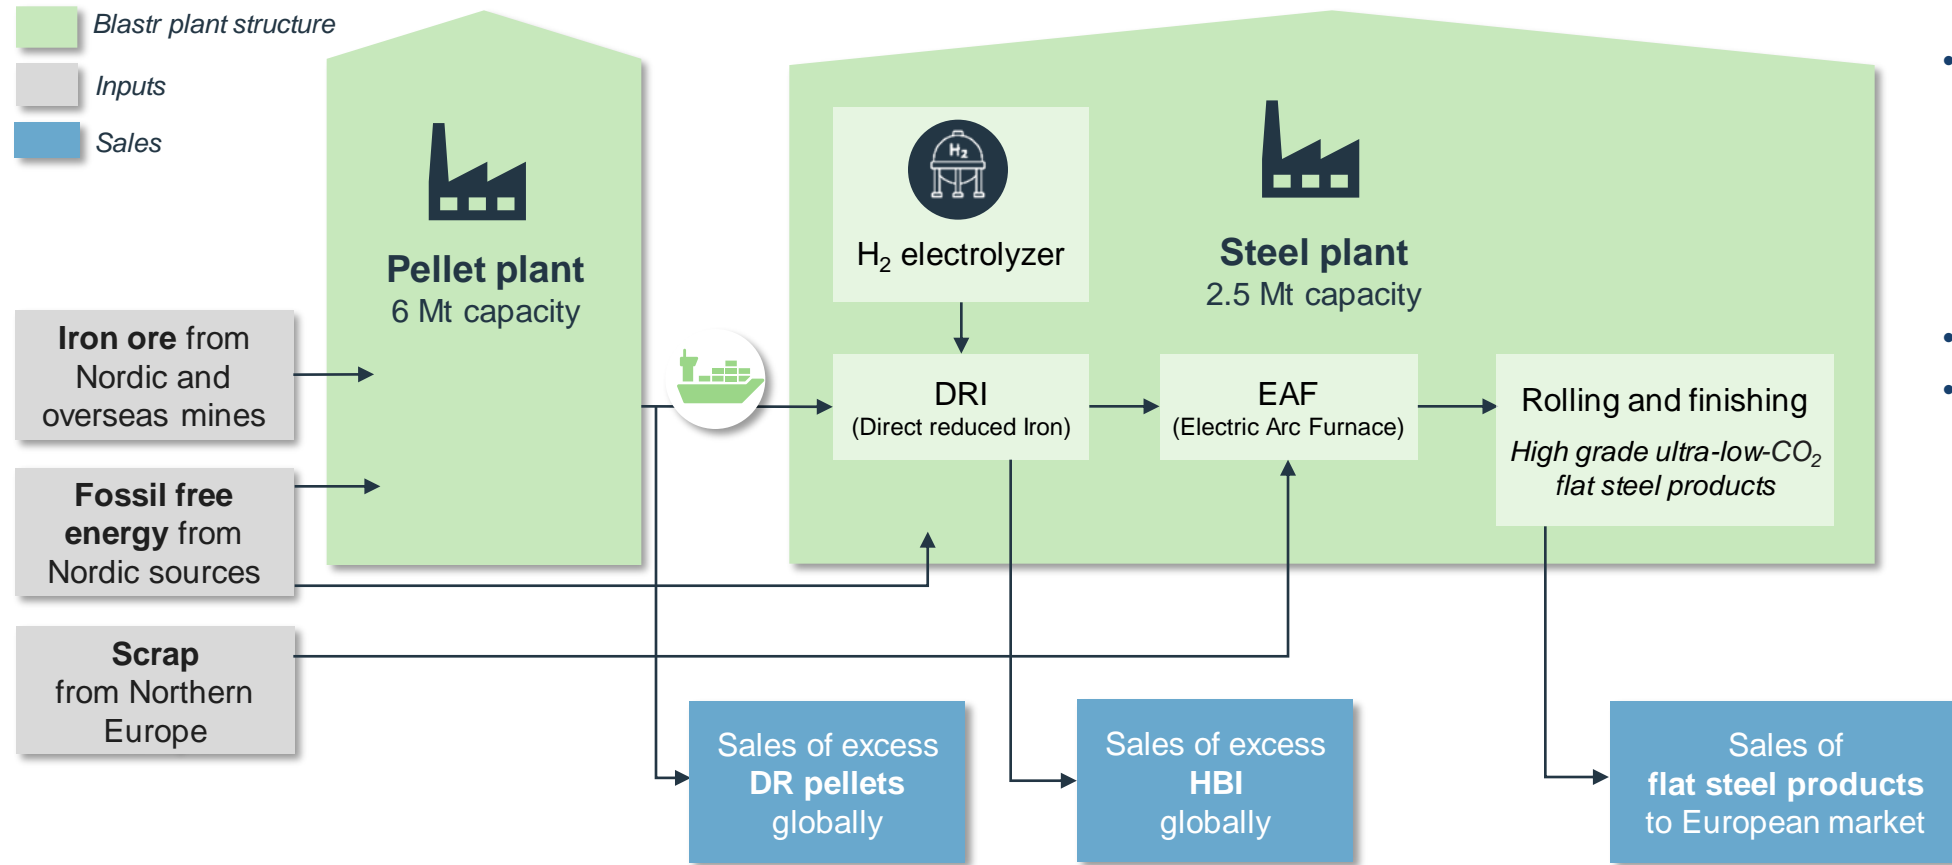 Blastr plant structure
Inputs
Sales
Pellet plant
6 Mt capacity
H₂
H₂ electrolyzer
Steel plant
2.5 Mt capacity
Iron ore from
Nordic and
overseas mines
Fossil free
energy from
Nordic sources
Scrap
from Northern
Europe
DRI
(Direct reduced Iron)
EAF
(Electric Arc Furnace)
Rolling and finishing
High grade ultra-low-CO₂
flat steel products
Sales of excess
DR pellets
globally
Sales of excess
HBI
globally
Sales of
flat steel products
to European market